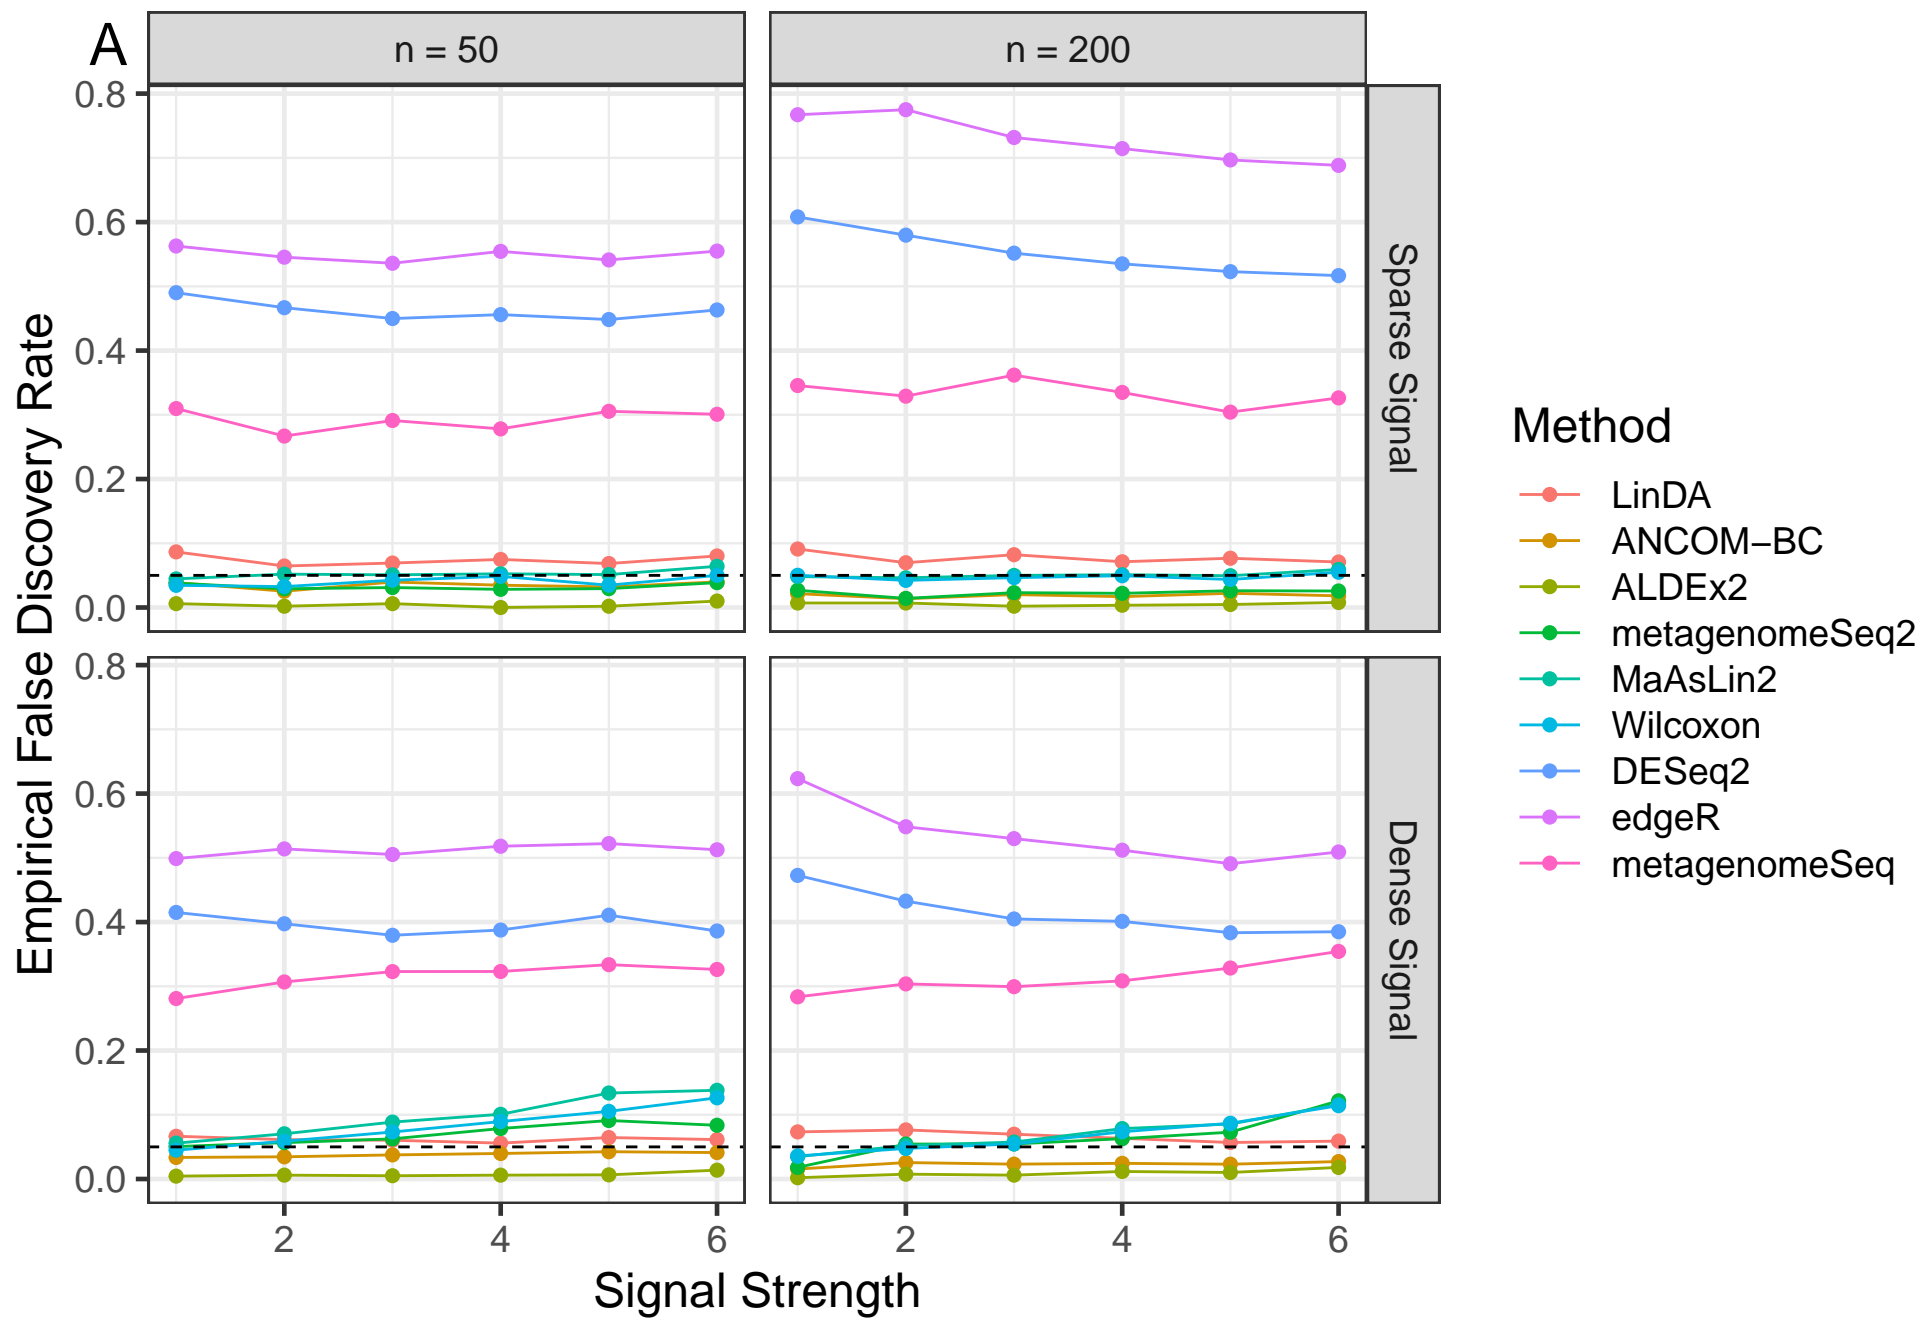 A
n = 50
n = 200
0.8
0.6
0.4
0.2
0.0
Sparse Signal
0.8
0.6
0.4
0.2
0.0
Dense Signal
Empirical False Discovery Rate
2
4
6
2
4
6
Signal Strength
Method
LinDA
ANCOM−BC
ALDEx2
metagenomeSeq2
MaAsLin2
Wilcoxon
DESeq2
edgeR
metagenomeSeq